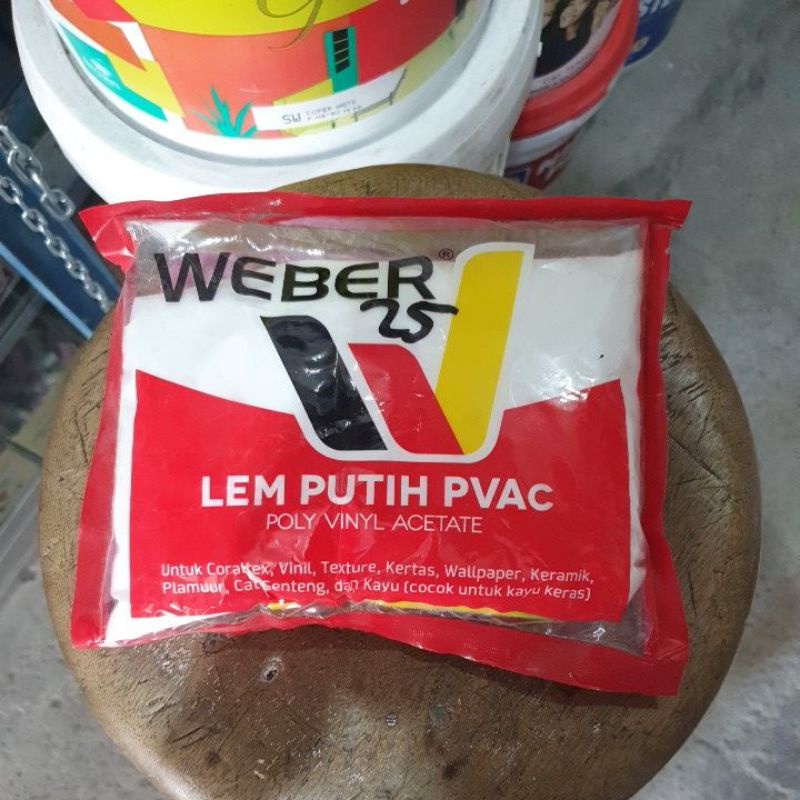 WEBER®
25
LEM PUTIH PVAC
POLY VINYL ACETATE
Untuk Coraltex, Vinil, Texture, Kertas, Wallpaper, Keramik,
Plamuur, Cat Genteng, dan Kayu (cocok untuk kayu keras)